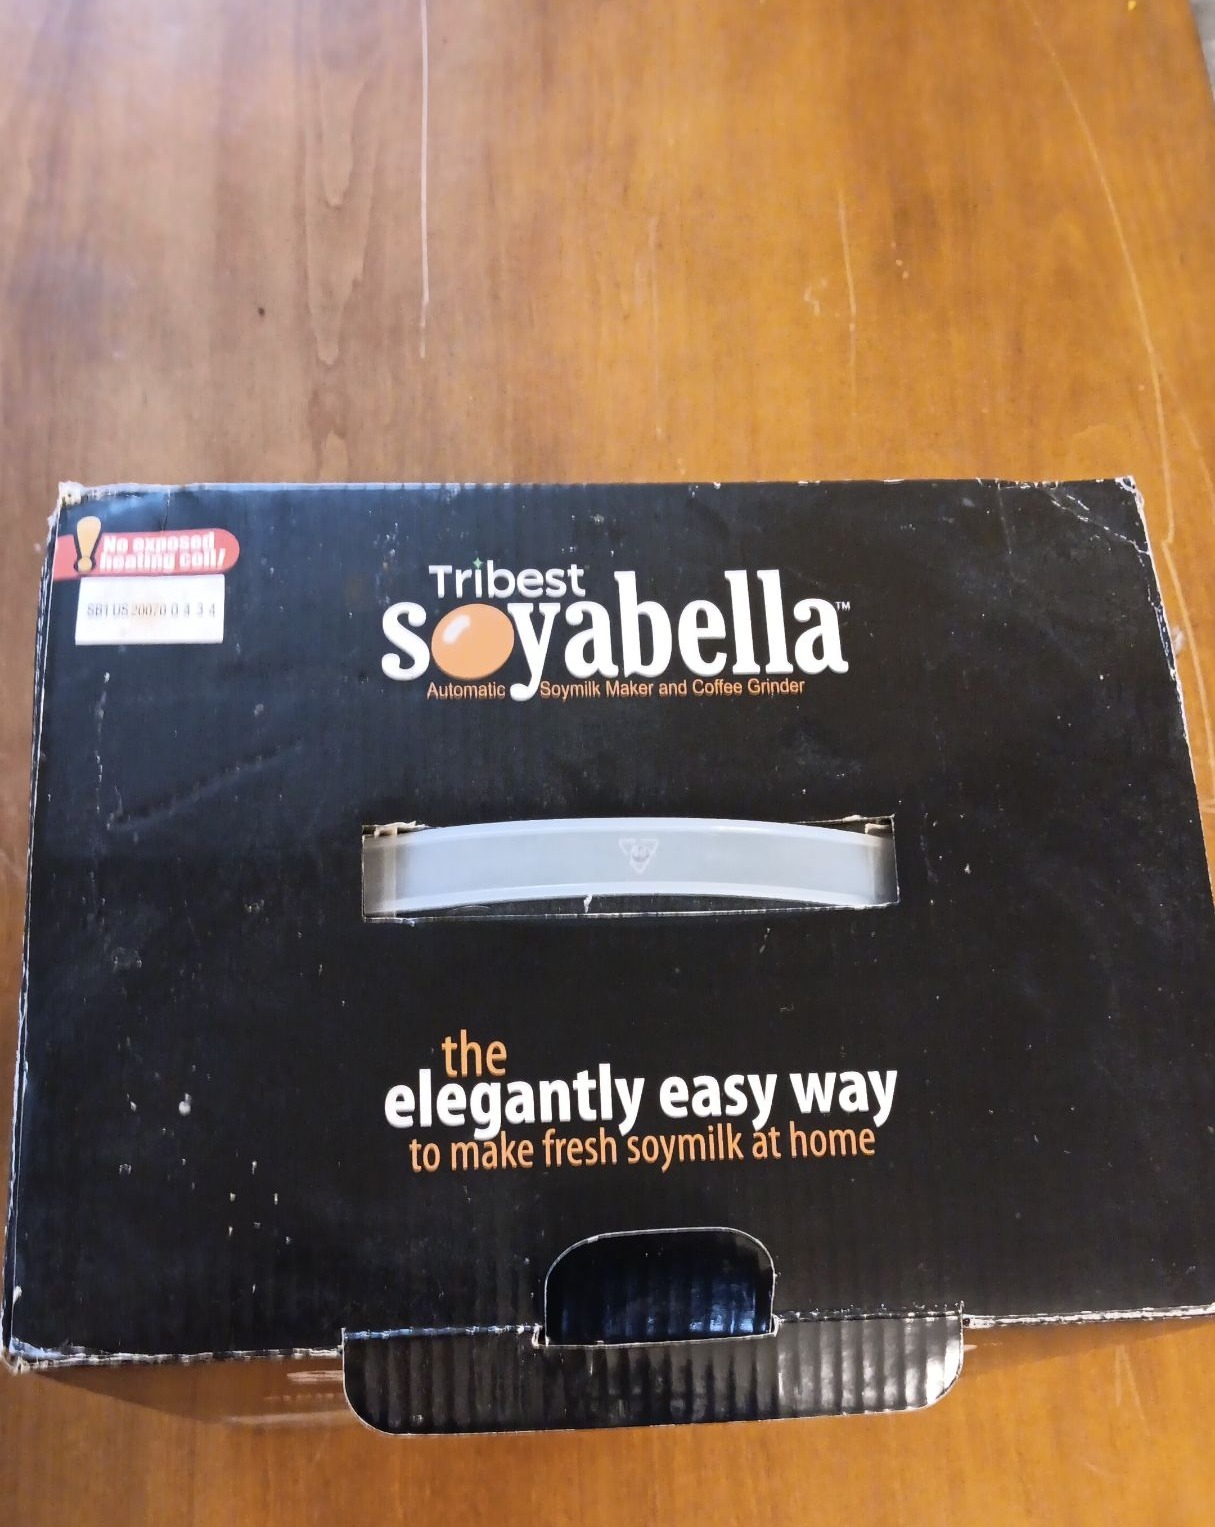 No exposed
heating coil!
SB1 US 20070 0 4 3 4
Tribest
soyabella™
Automatic Soymilk Maker and Coffee Grinder
the
elegantly easy way
to make fresh soymilk at home